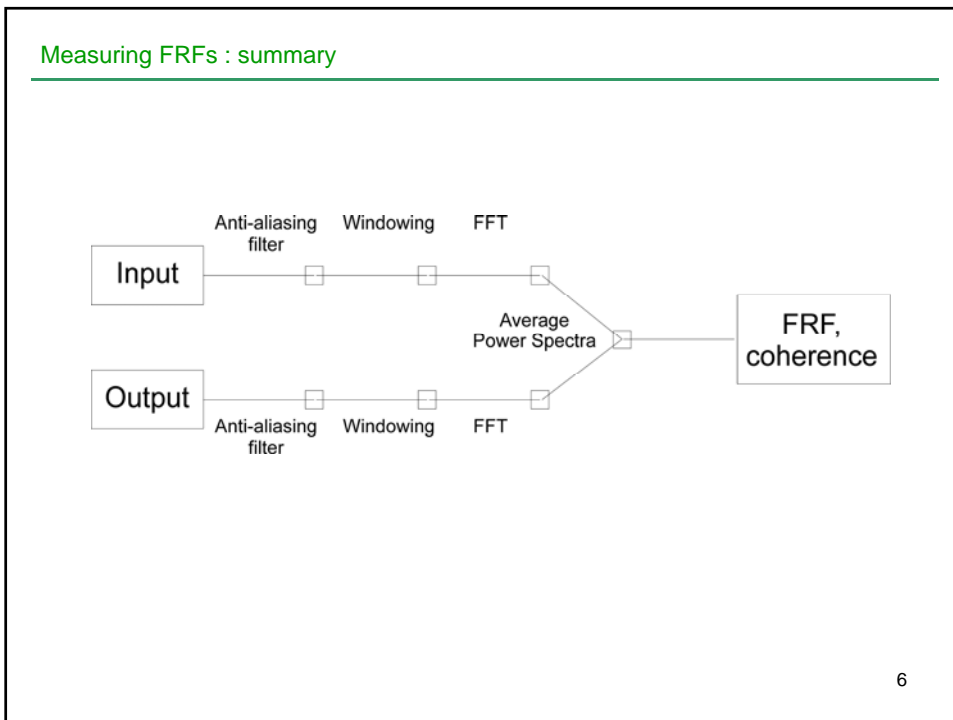 Measuring FRFs : summary
Anti-aliasing
filter
Windowing
FFT
Input
Average
Power Spectra
FRF,
coherence
Output
Anti-aliasing
filter
Windowing
FFT
6